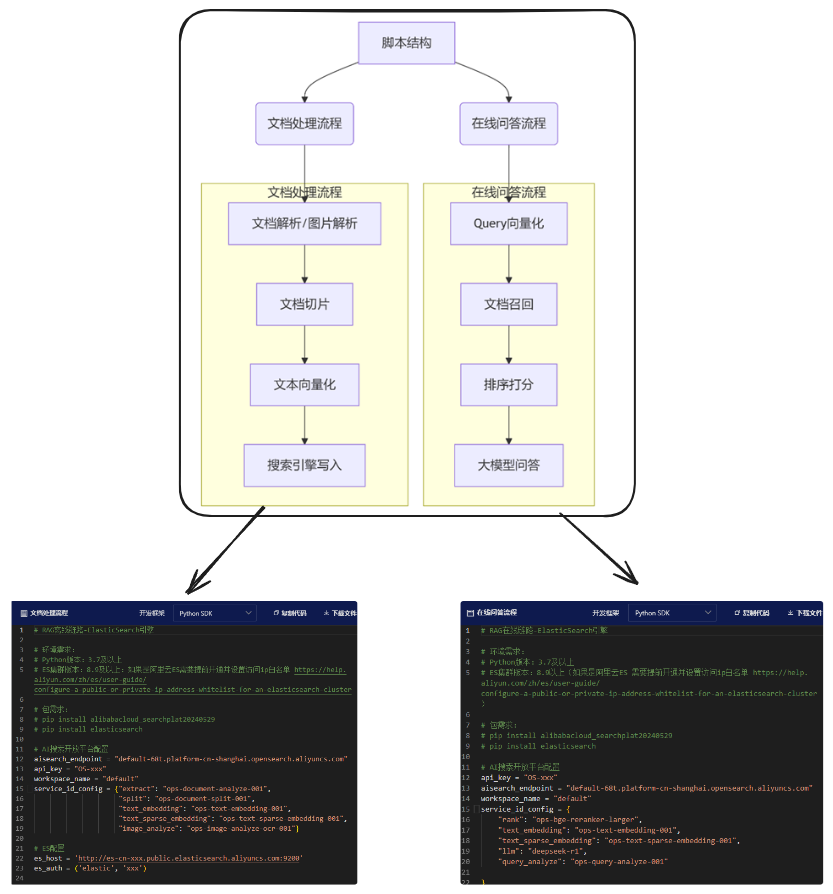 脚本结构
文档处理流程
在线问答流程
文档处理流程
文档解析/图片解析
文档切片
文本向量化
搜索引擎写入
在线问答流程
Query向量化
文档召回
排序打分
大模型问答
文档处理流程 开发框架 Python SDK 复制代码 下载文件
1 # RAG离线链路-ElasticSearch引擎
2
3 # 环境需求:
4 # Python版本: 3.7及以上
5 # ES集群版本: 8.9及以上(如果是阿里云ES需要提前开通并设置访问ip白名单 https://help.
aliyun.com/zh/es/user-guide/
configure-a-public-or-private-ip-address-whitelist-for-an-elasticsearch-cluster
6
7 # 包需求:
8 # pip install alibabacloud_searchplat20240529
9 # pip install elasticsearch
10
11 # AI搜索开放平台配置
12 aisearch_endpoint = "default-60t.platform-cn-shanghai.opensearch.aliyuncs.com"
13 api_key = "OS-xxx"
14 workspace_name = "default"
15 service_id_config = {"extract": "ops-document-analyze-001",
16 "split": "ops-document-split-001",
17 "text_embedding": "ops-text-embedding-001",
18 "text_sparse_embedding": "ops-text-sparse-embedding-001",
19 "image_analyze": "ops-image-analyze-ocr-001"}
20
21 # ES配置
22 es_host = 'http://es-cn-xxx.public.elasticsearch.aliyuncs.com:9200'
23 es_auth = ('elastic', 'xxx')
24
在线问答流程 开发框架 Python SDK 复制代码 下载文件
1 # RAG在线链路-ElasticSearch引擎
2
3 # 环境需求:
4 # Python版本: 3.7及以上
5 # ES集群版本: 8.9以上(如果是阿里云ES 需要提前开通并设置访问ip白名单 https://help.
aliyun.com/zh/es/user-guide/
configure-a-public-or-private-ip-address-whitelist-for-an-elasticsearch-cluster
)
6
7 # 包需求:
8 # pip install alibabacloud_searchplat20240529
9 # pip install elasticsearch
10
11 # AI搜索开放平台配置
12 api_key = "OS-xxx"
13 aisearch_endpoint = "default-60t.platform-cn-shanghai.opensearch.aliyuncs.com"
14 workspace_name = "default"
15 service_id_config = {
16 "rank": "ops-bge-reranker-larger",
17 "text_embedding": "ops-text-embedding-001",
18 "text_sparse_embedding": "ops-text-sparse-embedding-001",
19 "llm": "deepseek-r1",
20 "query_analyze": "ops-query-analyze-001"
21
22 }